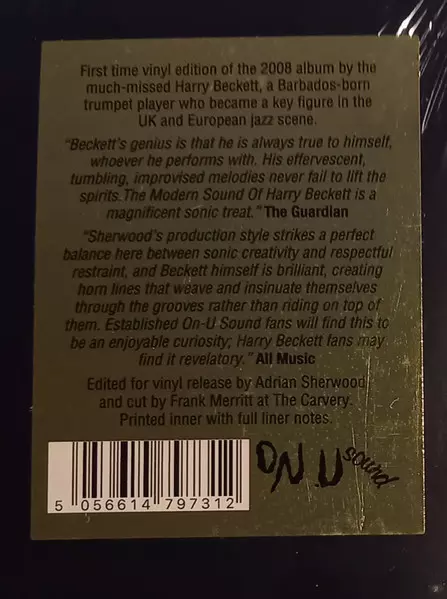 First time vinyl edition of the 2008 album by the
much-missed Harry Beckett, a Barbados-born
trumpet player who became a key figure in the
UK and European jazz scene.
"Beckett's genius is that he is always true to himself,
whoever he performs with. His effervescent,
tumbling, improvised melodies never fail to lift the
spirits.The Modern Sound Of Harry Beckett is a
magnificent sonic treat." The Guardian
"Sherwood's production style strikes a perfect
balance here between sonic creativity and respectful
restraint, and Beckett himself is brilliant, creating
horn lines that weave and insinuate themselves
through the grooves rather than riding on top of
them. Established On-U Sound fans will find this to
be an enjoyable curiosity; Harry Beckett fans may
find it revelatory." All Music
Edited for vinyl release by Adrian Sherwood
and cut by Frank Merritt at The Carvery.
Printed inner with full liner notes.
ON.U sound
5 056614 797312